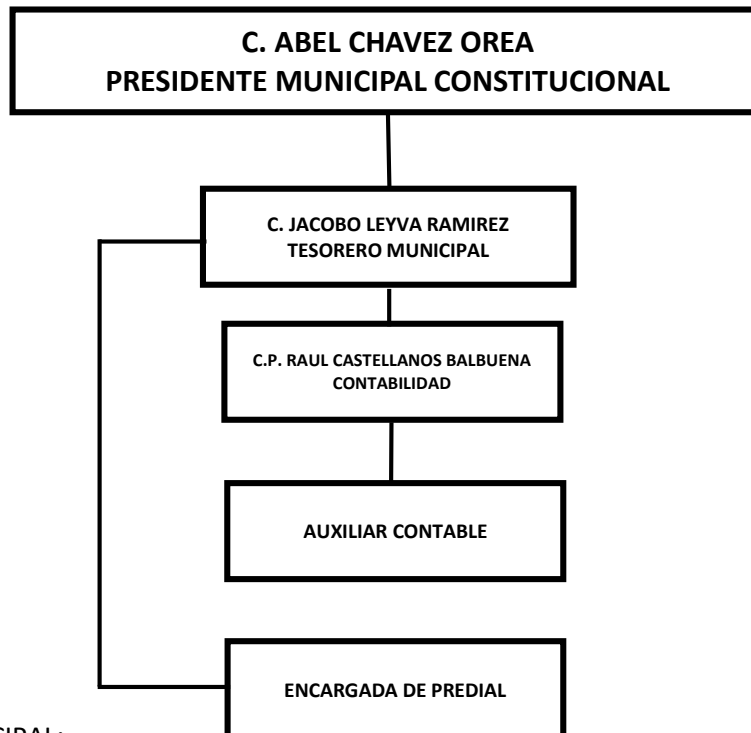 C. ABEL CHAVEZ OREA
PRESIDENTE MUNICIPAL CONSTITUCIONAL
C. JACOBO LEYVA RAMIREZ
TESORERO MUNICIPAL
C.P. RAUL CASTELLANOS BALBUENA
CONTABILIDAD
AUXILIAR CONTABLE
ENCARGADA DE PREDIAL